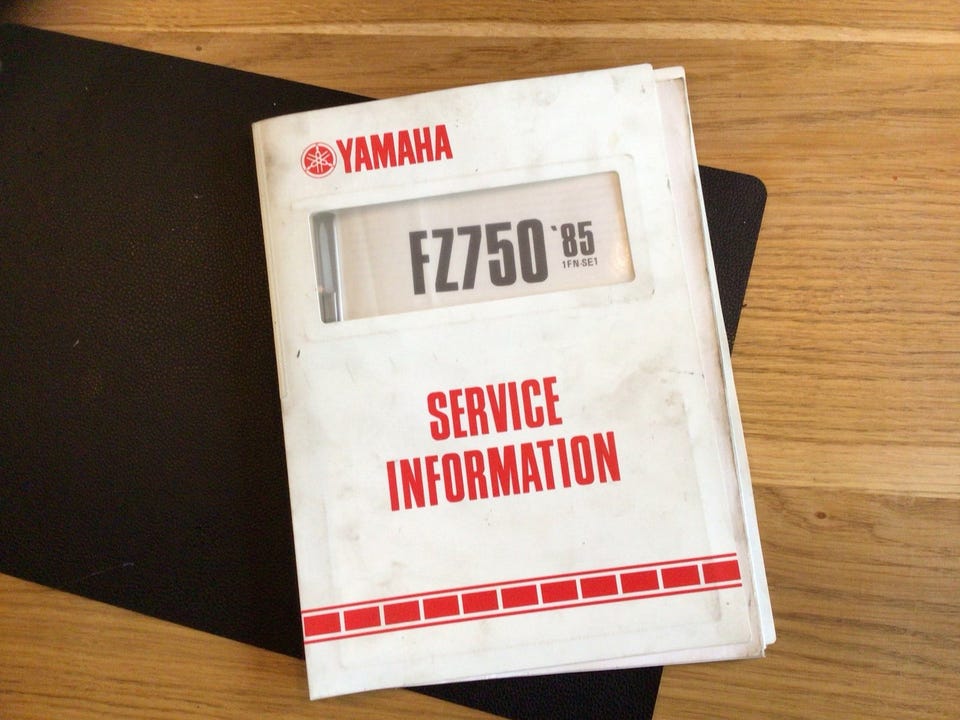 YAMAHA
FZ750 '85
1FN-SE1
SERVICE
INFORMATION